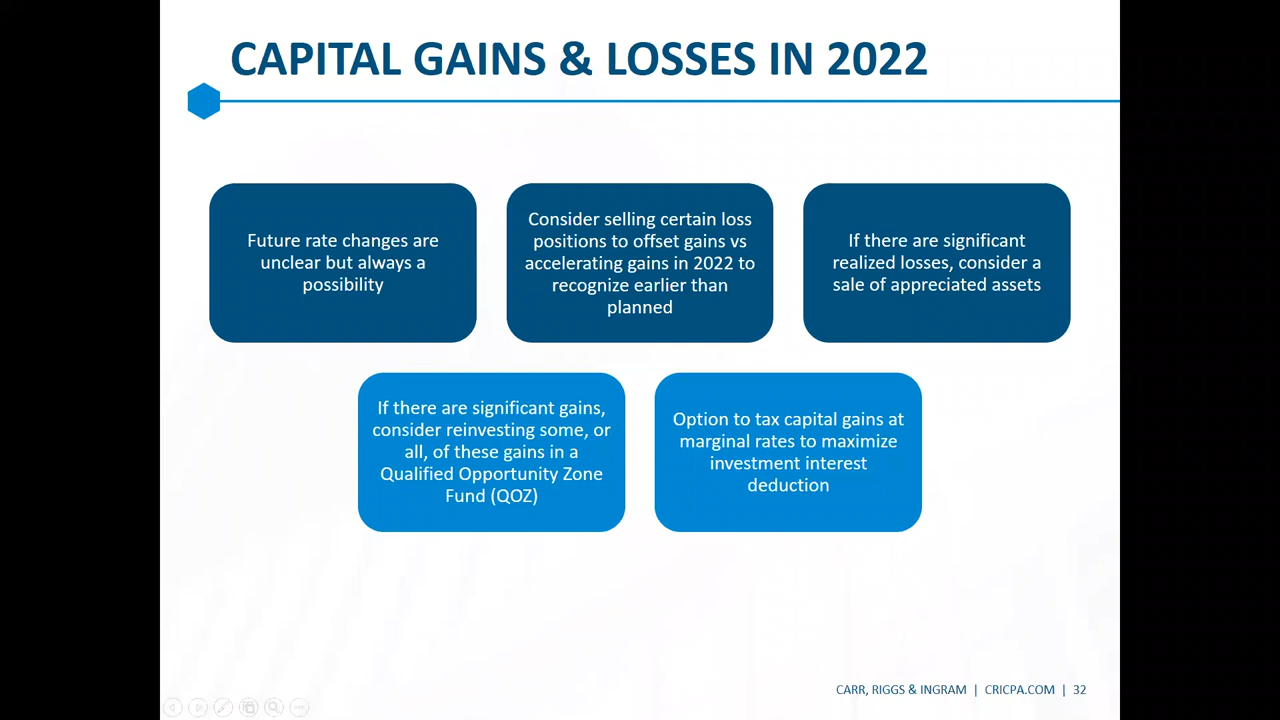 CAPITAL GAINS & LOSSES IN 2022
Future rate changes are
unclear but always a
possibility
Consider selling certain loss
positions to offset gains vs
accelerating gains in 2022 to
recognize earlier than
planned
If there are significant
realized losses, consider a
sale of appreciated assets
If there are significant gains,
consider reinvesting some, or
all, of these gains in a
Qualified Opportunity Zone
Fund (QOZ)
Option to tax capital gains at
marginal rates to maximize
investment interest
deduction
CARR, RIGGS & INGRAM | CRICPA.COM | 32